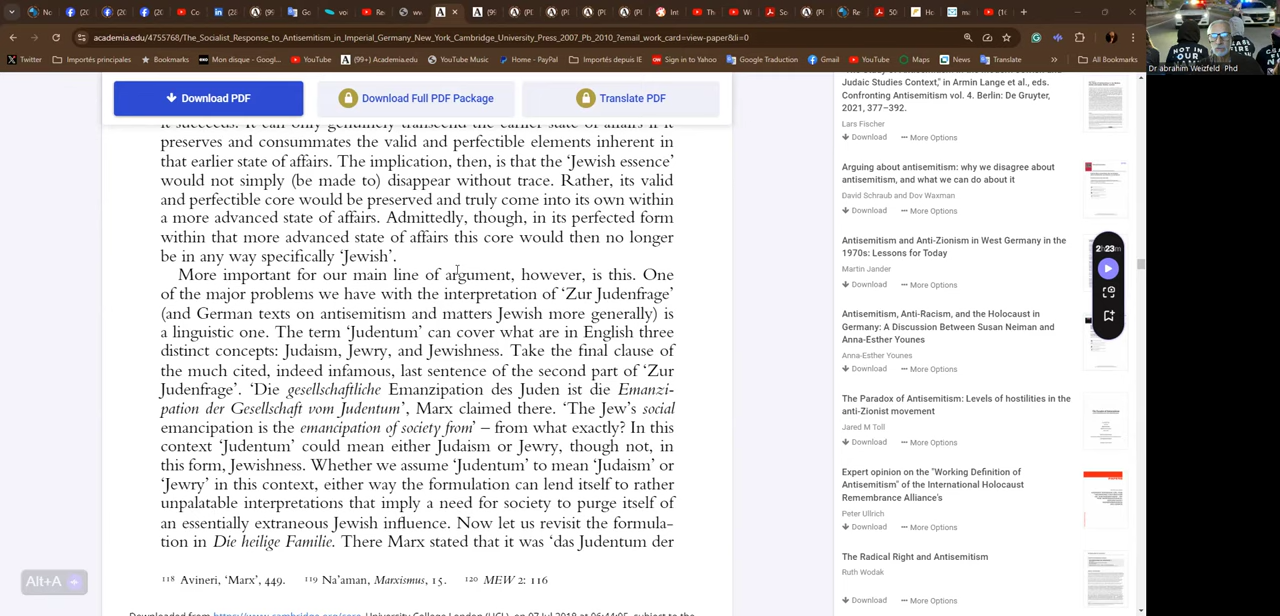 academia.edu/4755768/The_Socialist_Response_to_Antisemitism_in_Imperial_Germany_New_York_Cambridge_University_Press_2007_Pb_2010_?email_work_card=view-paper&li=0
Twitter
Importés principales
Bookmarks
Mon disque - Googl...
YouTube
(99+) Academia.edu
YouTube Music
Home - PayPal
Importés depuis IE
Sign in to Yahoo
Google Traduction
Gmail
YouTube
Maps
News
Translate
All Bookmarks
Dr abrahim Weizfeld Phd
NOT IN
OUR
Download PDF
Download Full PDF Package
Translate PDF
preserves and consummates the valid and perfectible elements inherent in
that earlier state of affairs. The implication, then, is that the ‘Jewish essence’
would not simply (be made to) disappear without trace. Rather, its valid
and perfectible core would be preserved and truly come into its own within
a more advanced state of affairs. Admittedly, though, in its perfected form
within that more advanced state of affairs this core would then no longer
be in any way specifically ‘Jewish’.
More important for our main line of argument, however, is this. One
of the major problems we have with the interpretation of ‘Zur Judenfrage’
(and German texts on antisemitism and matters Jewish more generally) is
a linguistic one. The term ‘Judentum’ can cover what are in English three
distinct concepts: Judaism, Jewry, and Jewishness. Take the final clause of
the much cited, indeed infamous, last sentence of the second part of ‘Zur
Judenfrage’. ‘Die gesellschaftliche Emanzipation des Juden ist die Emanzi-
pation der Gesellschaft vom Judentum’, Marx claimed there. ‘The Jew’s social
emancipation is the emancipation of society from’ – from what exactly? In this
context ‘Judentum’ could mean either Judaism or Jewry, though not, in
this form, Jewishness. Whether we assume ‘Judentum’ to mean ‘Judaism’ or
‘Jewry’ in this context, either way the formulation can lend itself to rather
unpalatable interpretations that imply the need for society to purge itself of
an essentially extraneous Jewish influence. Now let us revisit the formula-
tion in Die heilige Familie. There Marx stated that it was ‘das Judentum der
118 Avineri, ‘Marx’, 449. 119 Na’aman, Marxismus, 15. 120 MEW 2: 116
Alt+A
Judaic Studies Context," in Armin Lange et al., eds.
Confronting Antisemitism vol. 4. Berlin: De Gruyter,
2021, 377–392.
Lars Fischer
Download
More Options
Arguing about antisemitism: why we disagree about
antisemitism, and what we can do about it
David Schraub and Dov Waxman
Download
More Options
Antisemitism and Anti-Zionism in West Germany in the
1970s: Lessons for Today
Martin Jander
Download
More Options
Antisemitism, Anti-Racism, and the Holocaust in
Germany: A Discussion Between Susan Neiman and
Anna-Esther Younes
Anna-Esther Younes
Download
More Options
The Paradox of Antisemitism: Levels of hostilities in the
anti-Zionist movement
Jared M Toll
Download
More Options
Expert opinion on the "Working Definition of
Antisemitism" of the International Holocaust
Remembrance Alliance's
Peter Ullrich
Download
More Options
The Radical Right and Antisemitism
Ruth Wodak
Download
More Options